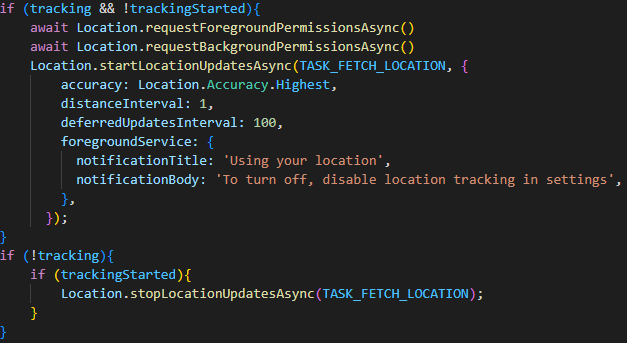 if (tracking && !trackingStarted){
    await Location.requestForegroundPermissionsAsync()
    await Location.requestBackgroundPermissionsAsync()
    Location.startLocationUpdatesAsync(TASK_FETCH_LOCATION, {
        accuracy: Location.Accuracy.Highest,
        distanceInterval: 1,
        deferredUpdatesInterval: 100,
        foregroundService: {
          notificationTitle: 'Using your location',
          notificationBody: 'To turn off, disable location tracking in settings',
        },
      });
}
if (!tracking){
    if (trackingStarted){
        Location.stopLocationUpdatesAsync(TASK_FETCH_LOCATION);
    }
}